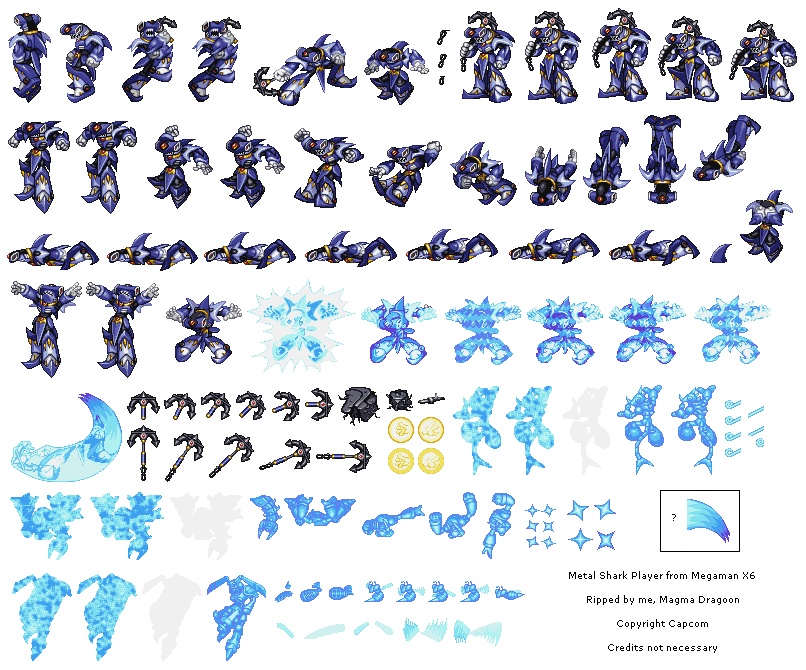 ?
Metal Shark Player from Megaman X6
Ripped by me, Magma Dragoon
Copyright Capcom
Credits not necessary